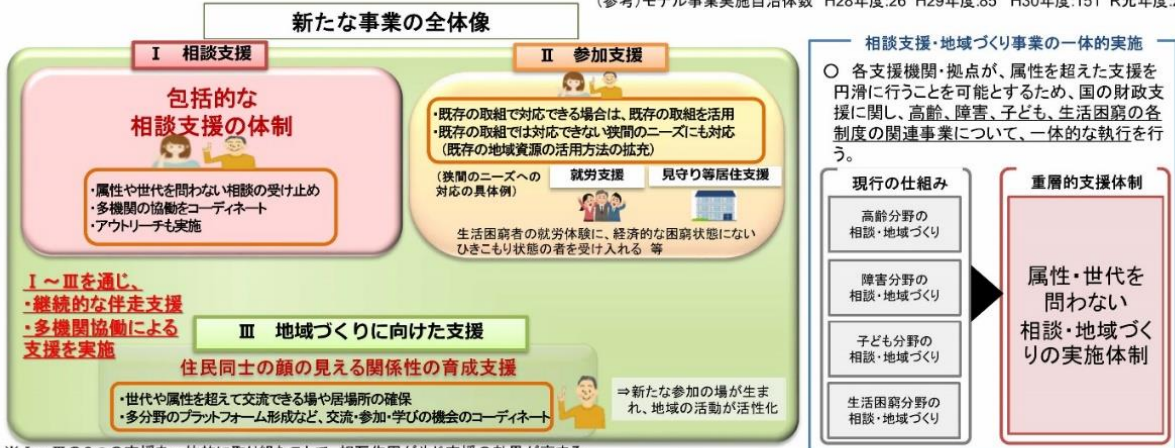 (参考)モデル事業実施自治体数 H28年度:26 H29年度:85 H30年度:151 R元年度:
新たな事業の全体像
Ⅰ 相談支援
包括的な
相談支援の体制
・属性や世代を問わない相談の受け止め
・多機関の協働をコーディネート
・アウトリーチも実施
Ⅱ 参加支援
・既存の取組で対応できる場合は、既存の取組を活用
・既存の取組では対応できない狭間のニーズにも対応
(既存の地域資源の活用方法の拡充)
(狭間のニーズへの
対応の具体例)
就労支援
見守り等居住支援
生活困窮者の就労体験に、経済的な困窮状態にない
ひきこもり状態の者を受け入れる 等
Ⅰ~Ⅲを通じ、
・継続的な伴走支援
・多機関協働による
支援を実施
Ⅲ 地域づくりに向けた支援
住民同士の顔の見える関係性の育成支援
・世代や属性を超えて交流できる場や居場所の確保
・多分野のプラットフォーム形成など、交流・参加・学びの機会のコーディネート
⇒新たな参加の場が生ま
れ、地域の活動が活性化
相談支援・地域づくり事業の一体的実施
○ 各支援機関・拠点が、属性を超えた支援を
円滑に行うことを可能とするため、国の財政支
援に関し、高齢、障害、子ども、生活困窮の各
制度の関連事業について、一体的な執行を行
う。
現行の仕組み
高齢分野の
相談・地域づくり
障害分野の
相談・地域づくり
子ども分野の
相談・地域づくり
生活困窮分野の
相談・地域づくり
重層的支援体制
属性・世代を
問わない
相談・地域づく
りの実施体制